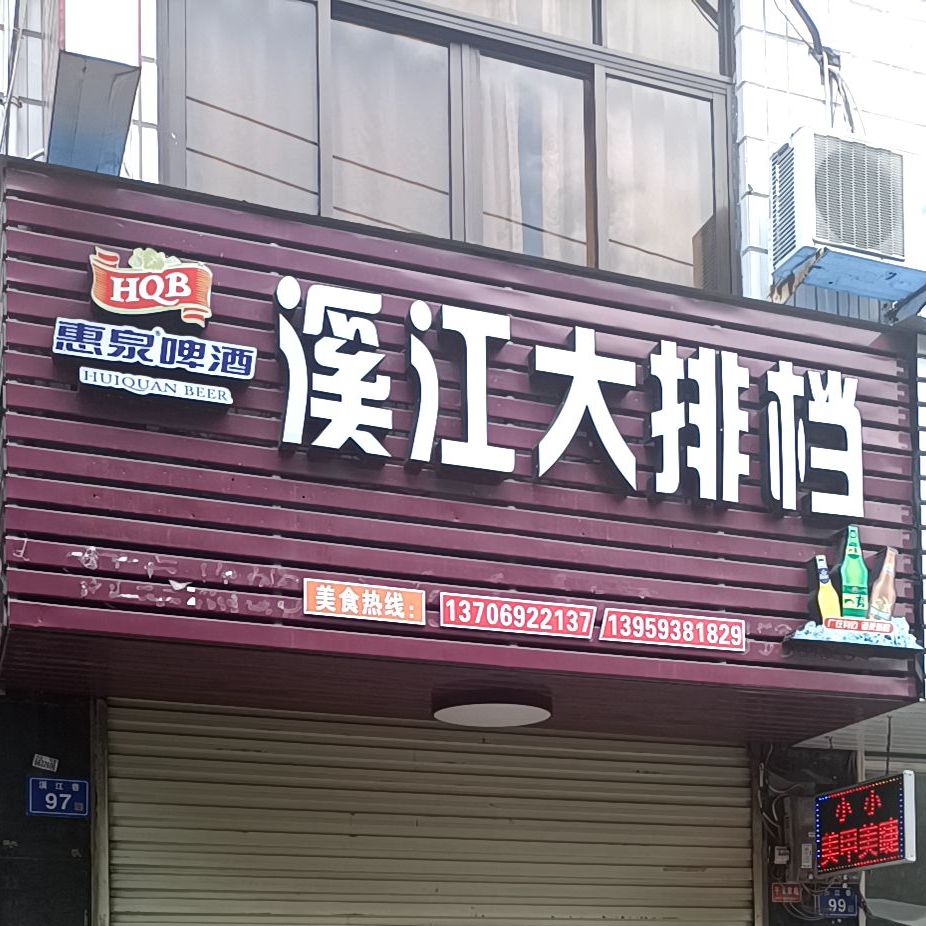 HQB
惠泉啤酒
HUIQUAN BEER
溪江大排档
美食热线：
13706922137
13959381829
溪江巷
97
小小
美甲美睫
99